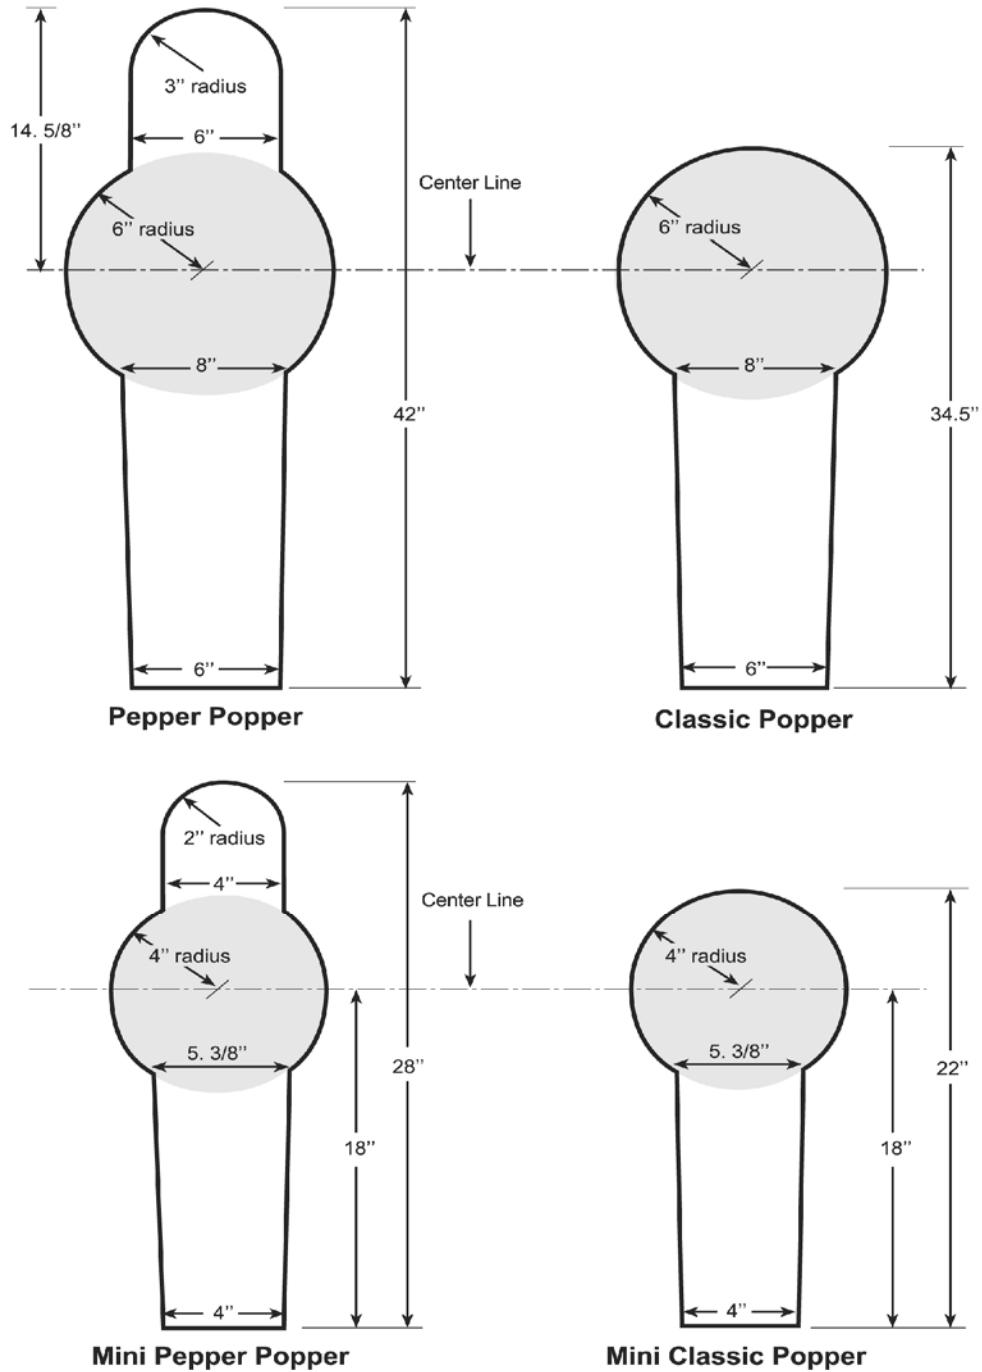 3’’ radius
14. 5/8’’
6’’
Center Line
6’’ radius
6’’ radius
8’’
8’’
42’’
34.5’’
6’’
6’’
Pepper Popper
Classic Popper
2’’ radius
4’’
Center Line
4’’ radius
4’’ radius
5. 3/8’’
5. 3/8’’
28’’
22’’
18’’
18’’
4’’
4’’
Mini Pepper Popper
Mini Classic Popper